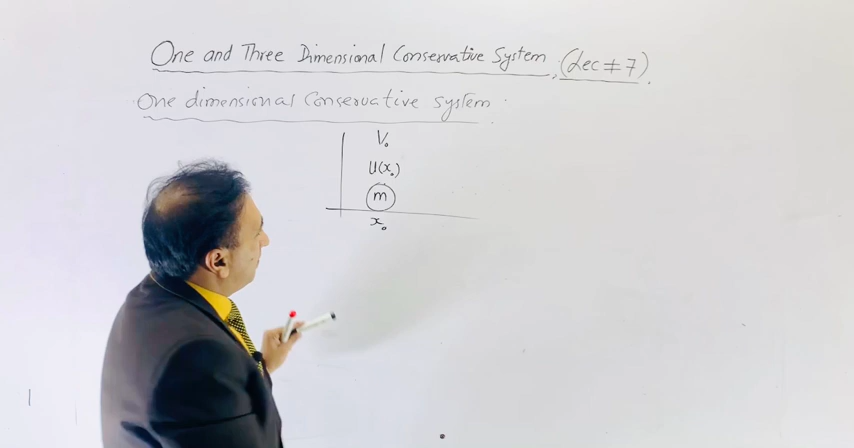 One and Three Dimensional Conservative System, (Lec # 7).
One dimensional Conservative system.
V₀
U(x₀)
m
x₀